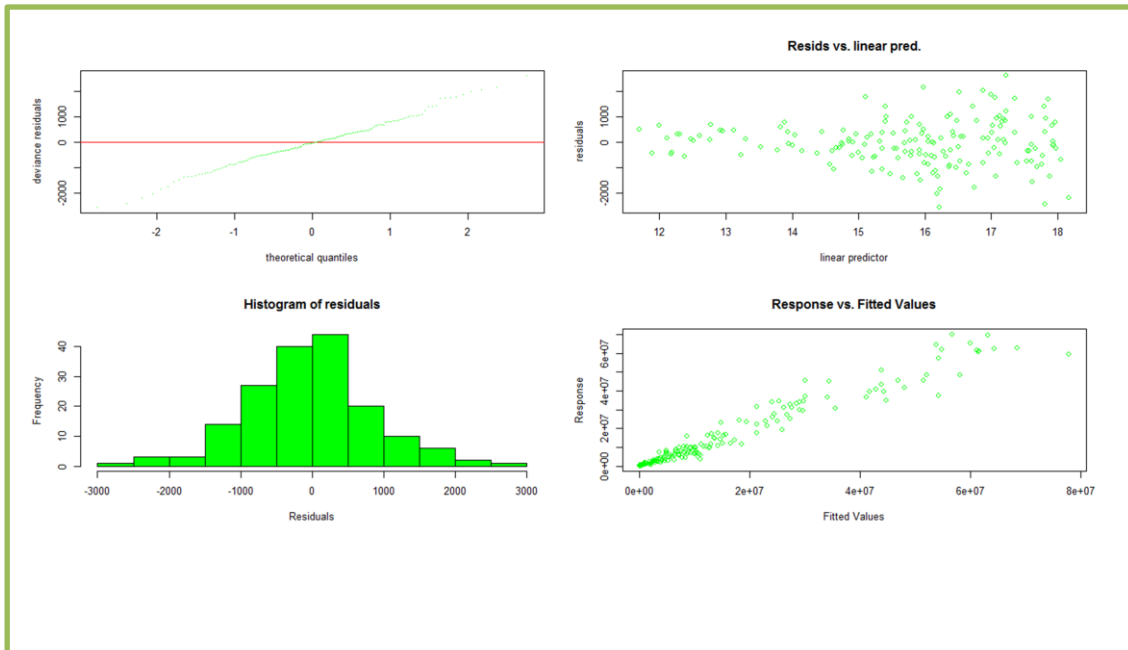 deviance residuals
-2000 0 1000
-2 -1 0 1 2
theoretical quantiles
Resids vs. linear pred.
residuals
-2000 0 1000
12 13 14 15 16 17 18
linear predictor
Histogram of residuals
Frequency
0 10 20 30 40
-3000 -2000 -1000 0 1000 2000 3000
Residuals
Response vs. Fitted Values
Response
0e+00 2e+07 4e+07 6e+07
0e+00 2e+07 4e+07 6e+07 8e+07
Fitted Values